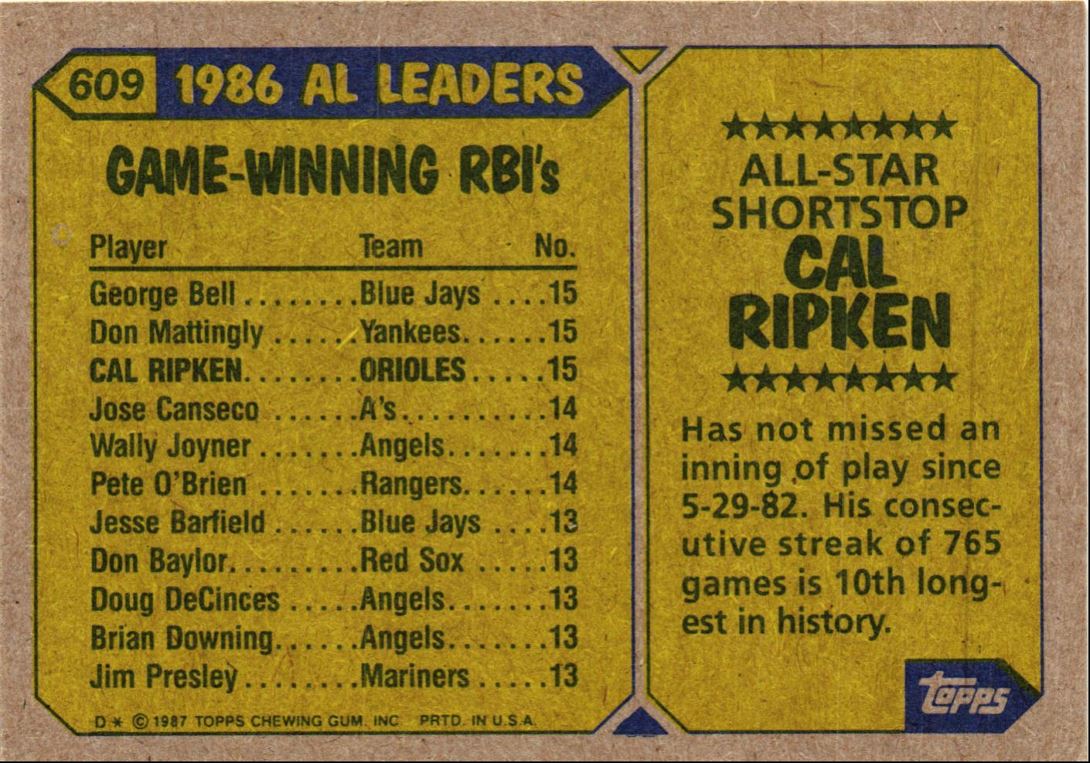 609 1986 AL LEADERS
GAME-WINNING RBI's
Player Team No.
George Bell ........Blue Jays ....15
Don Mattingly ......Yankees......15
CAL RIPKEN........ORIOLES.....15
Jose Canseco ......A's..........14
Wally Joyner .......Angels.......14
Pete O'Brien .......Rangers......14
Jesse Barfield ......Blue Jays ....13
Don Baylor.........Red Sox .....13
Doug DeCinces .....Angels.......13
Brian Downing......Angels.......13
Jim Presley ........Mariners .....13
D * © 1987 TOPPS CHEWING GUM, INC. PRTD. IN U.S.A.
★★★★★★★★
ALL-STAR
SHORTSTOP
CAL
RIPKEN
★★★★★★★★
Has not missed an
inning of play since
5-29-82. His consec-
utive streak of 765
games is 10th long-
est in history.
topps